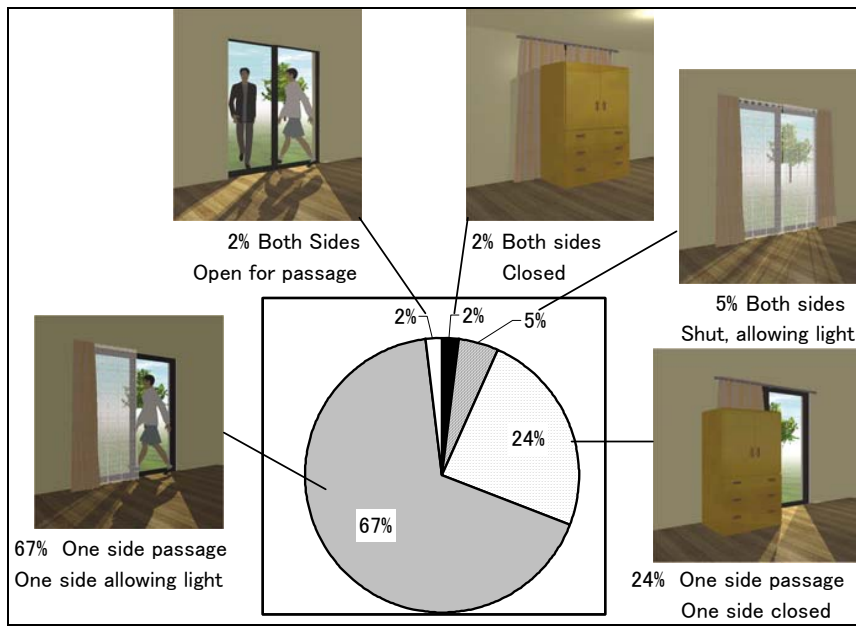 2% Both Sides
Open for passage
2% Both sides
Closed
5% Both sides
Shut, allowing light
2%
2%
5%
24%
67%
67% One side passage
One side allowing light
24% One side passage
One side closed